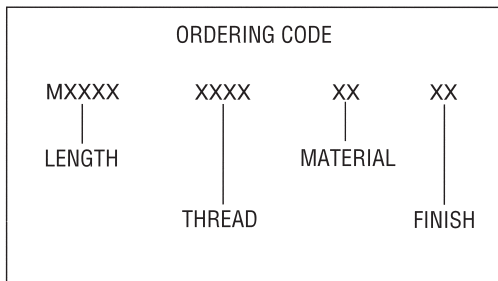 ORDERING CODE
MXXXX XXXX XX XX
LENGTH MATERIAL
THREAD FINISH